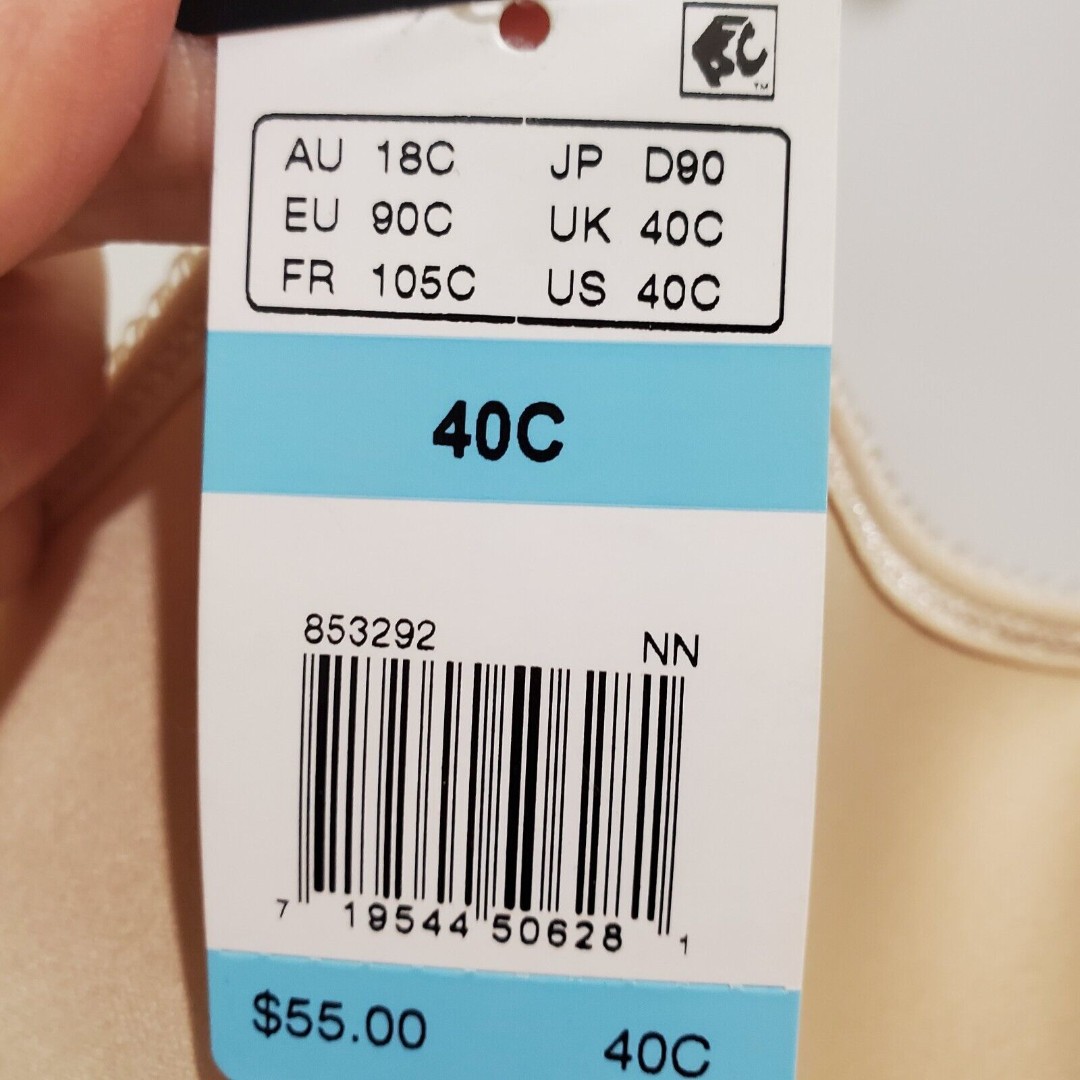 AU 18C JP D90
EU 90C UK 40C
FR 105C US 40C
40C
853292 NN
7 19544 50628 1
$55.00 40C